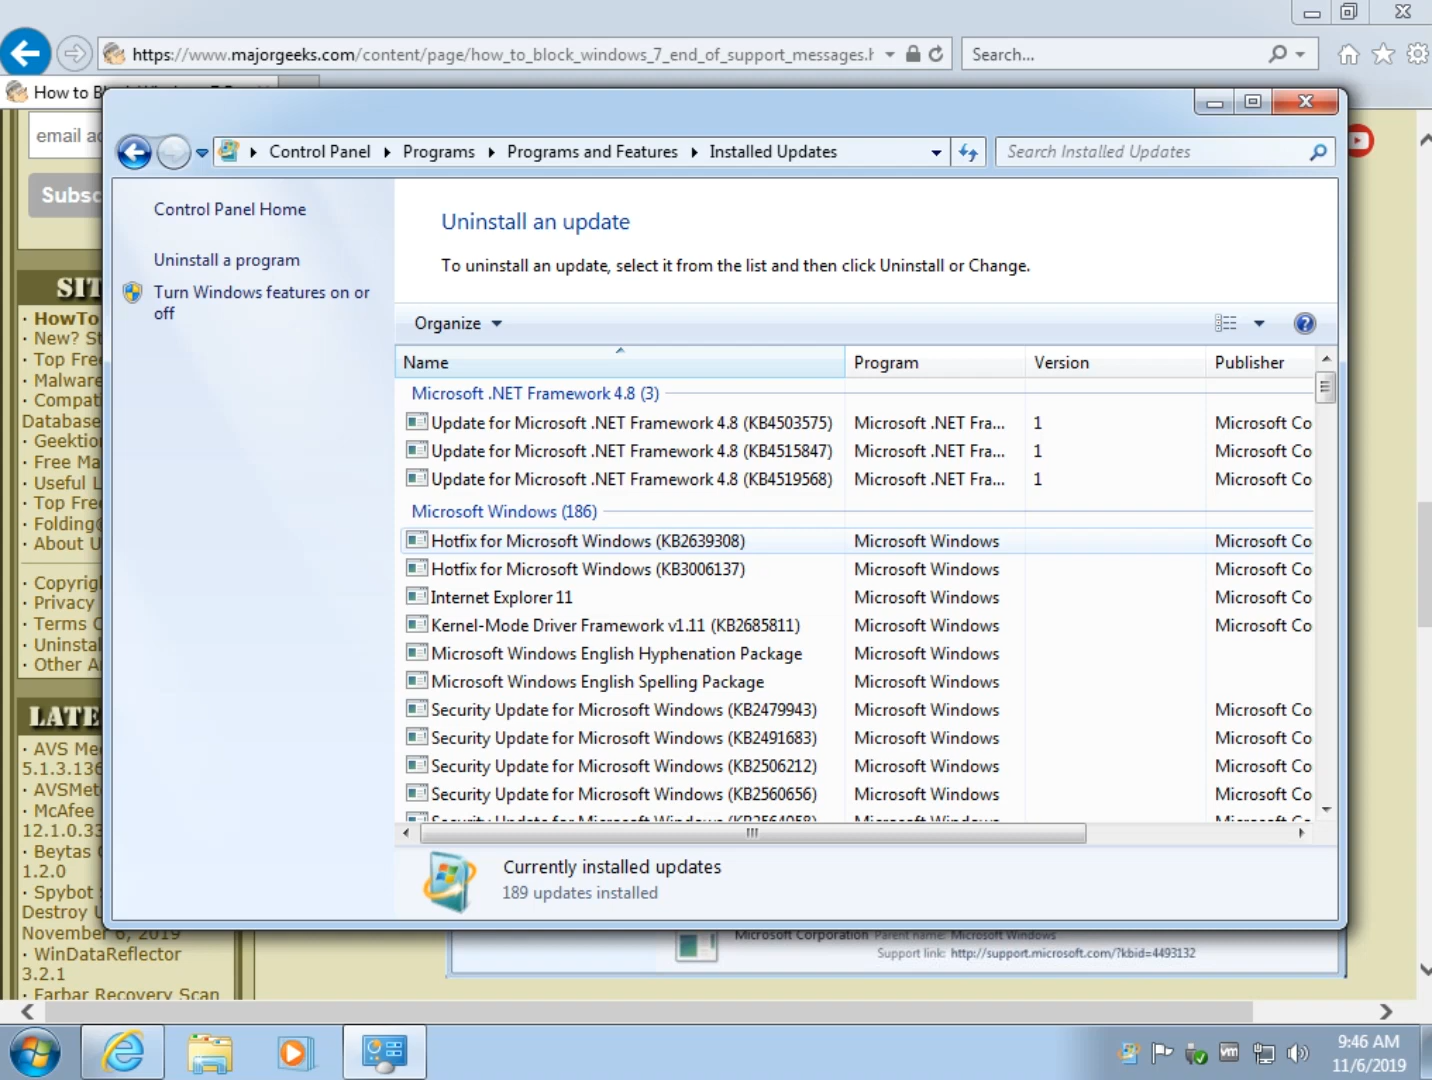 https://www.majorgeeks.com/content/page/how_to_block_windows_7_end_of_support_messages.h
Search...
How to B
email ad
Subsc
Control Panel Programs Programs and Features Installed Updates
Search Installed Updates
Control Panel Home
Uninstall a program
Turn Windows features on or
off
Uninstall an update
To uninstall an update, select it from the list and then click Uninstall or Change.
Organize
Name Program Version Publisher
Microsoft .NET Framework 4.8 (3)
Update for Microsoft .NET Framework 4.8 (KB4503575) Microsoft .NET Fra... 1 Microsoft Co
Update for Microsoft .NET Framework 4.8 (KB4515847) Microsoft .NET Fra... 1 Microsoft Co
Update for Microsoft .NET Framework 4.8 (KB4519568) Microsoft .NET Fra... 1 Microsoft Co
Microsoft Windows (186)
Hotfix for Microsoft Windows (KB2639308) Microsoft Windows Microsoft Co
Hotfix for Microsoft Windows (KB3006137) Microsoft Windows Microsoft Co
Internet Explorer 11 Microsoft Windows Microsoft Co
Kernel-Mode Driver Framework v1.11 (KB2685811) Microsoft Windows Microsoft Co
Microsoft Windows English Hyphenation Package Microsoft Windows
Microsoft Windows English Spelling Package Microsoft Windows
Security Update for Microsoft Windows (KB2479943) Microsoft Windows Microsoft Co
Security Update for Microsoft Windows (KB2491683) Microsoft Windows Microsoft Co
Security Update for Microsoft Windows (KB2506212) Microsoft Windows Microsoft Co
Security Update for Microsoft Windows (KB2560656) Microsoft Windows Microsoft Co
Currently installed updates
189 updates installed
SIT
· HowTo
· New? St
· Top Fre
· Malware
· Compat
Database
· Geektion
· Free Ma
· Useful L
· Top Fre
· Folding@
· About U
· Copyrig
· Privacy
· Terms O
· Uninstal
· Other A
LATE
· AVS Me
5.1.3.136
· AVSMet
· McAfee
12.1.0.33
· Beytas
1.2.0
· Spybot
Destroy U
November 6, 2019
· WinDataReflector
3.2.1
· Farbar Recovery Scan
Microsoft Corporation Parent name: Microsoft Windows
Support link: http://support.microsoft.com/?kbid=4493132
vm
9:46 AM
11/6/2019